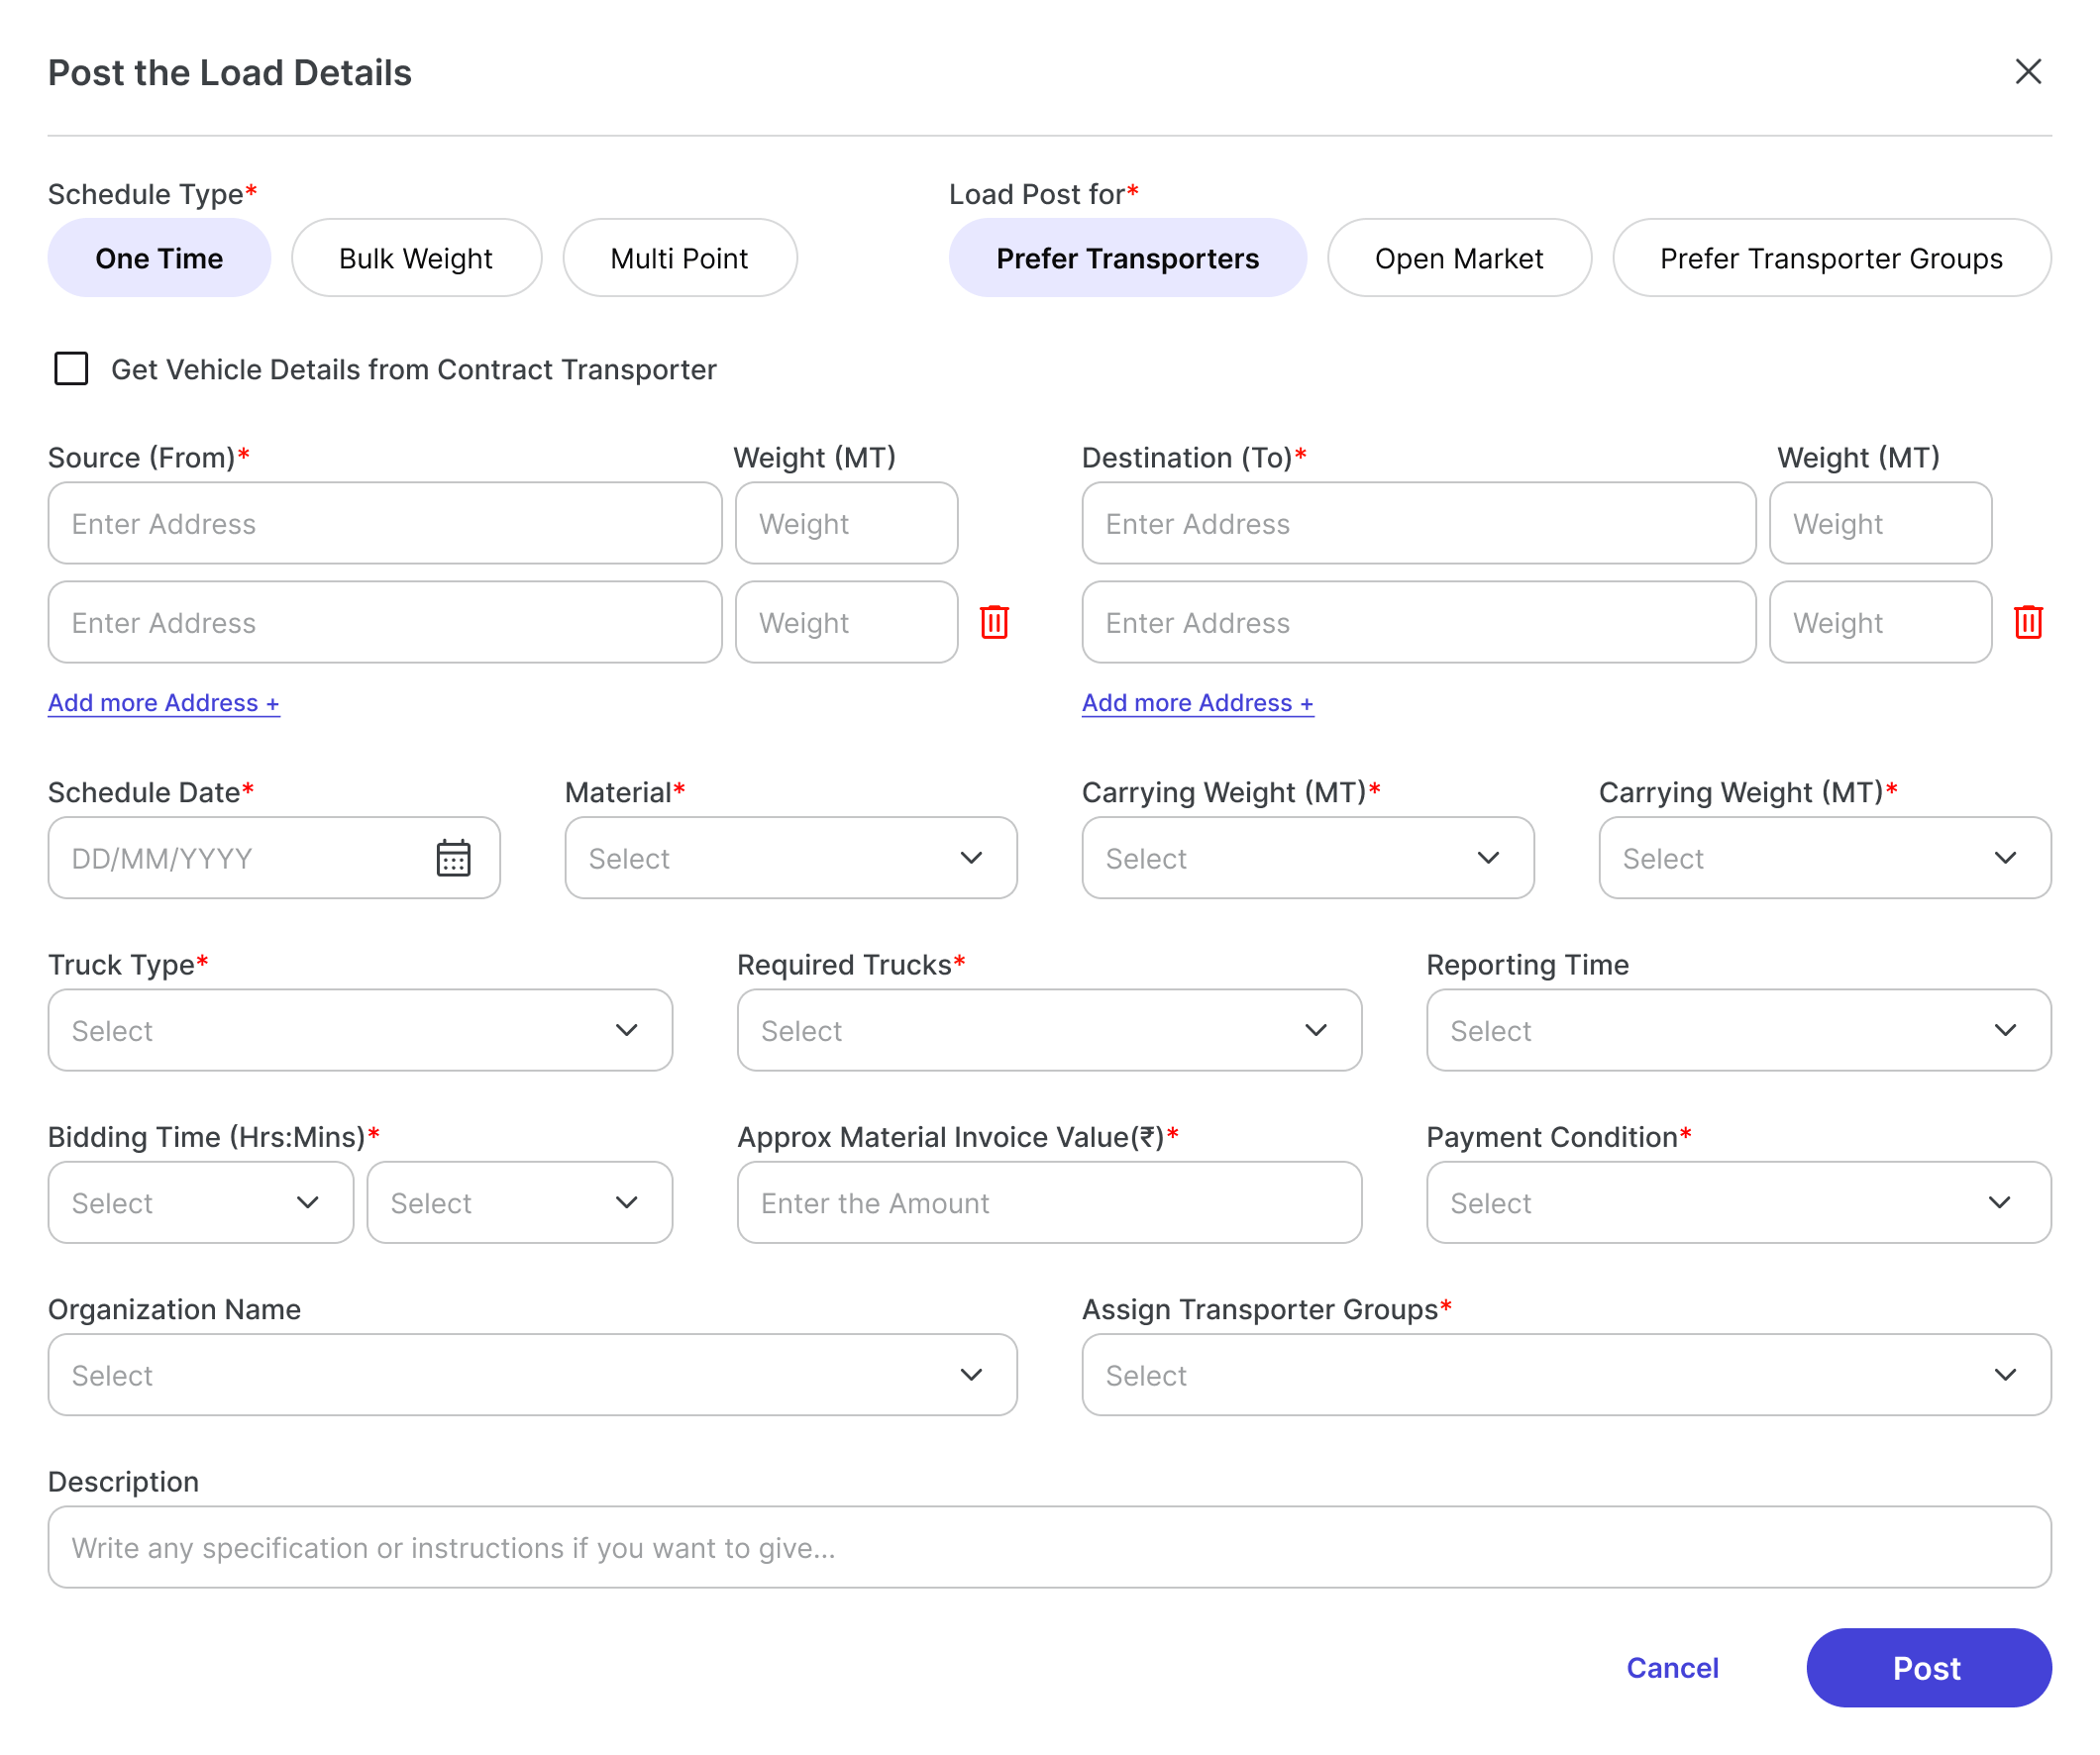 Post the Load Details
Schedule Type* Load Post for*
One Time Bulk Weight Multi Point Prefer Transporters Open Market Prefer Transporter Groups
Get Vehicle Details from Contract Transporter
Source (From)* Weight (MT) Destination (To)* Weight (MT)
Enter Address Weight Enter Address Weight
Enter Address Weight Enter Address Weight
Add more Address + Add more Address +
Schedule Date* Material* Carrying Weight (MT)* Carrying Weight (MT)*
DD/MM/YYYY Select Select Select
Truck Type* Required Trucks* Reporting Time
Select Select Select
Bidding Time (Hrs:Mins)* Approx Material Invoice Value(₹)* Payment Condition*
Select Select Enter the Amount Select
Organization Name Assign Transporter Groups*
Select Select
Description
Write any specification or instructions if you want to give...
Cancel Post